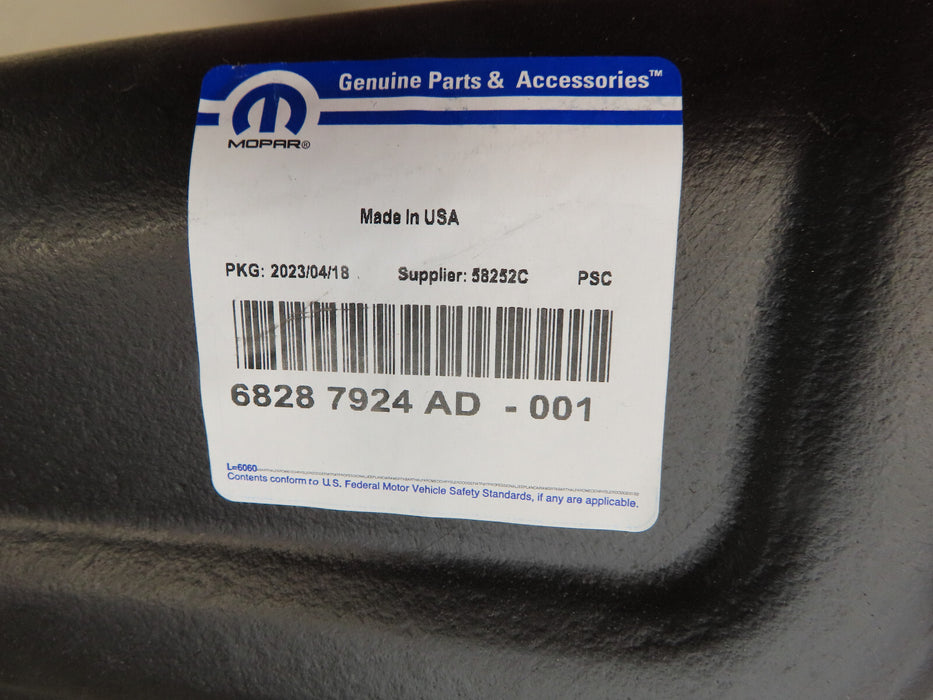 Genuine Parts & Accessories™
MOPAR®
Made In USA
PKG: 2023/04/18 Supplier: 58252C PSC
6828 7924 AD - 001
L=6060
Contents conform to U.S. Federal Motor Vehicle Safety Standards, if any are applicable.